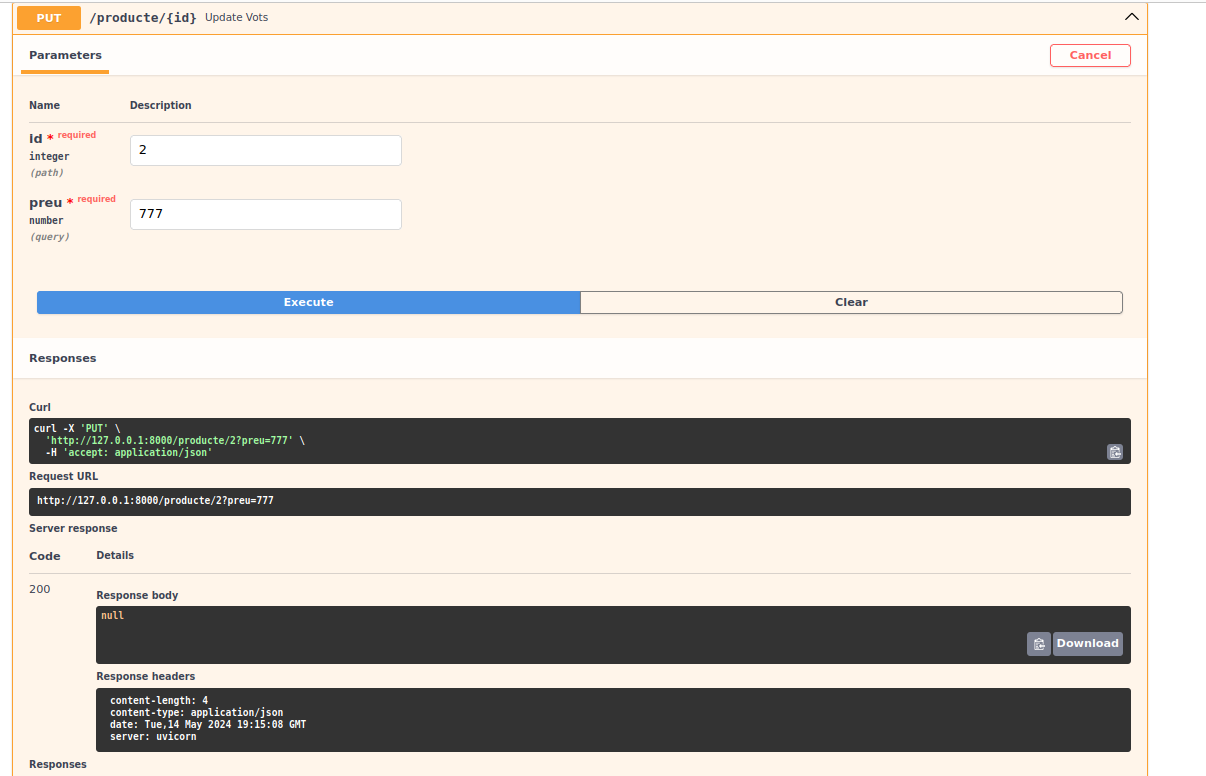 PUT /producte/{id} Update Vots
Parameters Cancel
Name Description
id * required
integer
(path)
2
preu * required
number
(query)
777
Execute Clear
Responses
Curl
curl -X 'PUT' \
'http://127.0.0.1:8000/producte/2?preu=777' \
-H 'accept: application/json'
Request URL
http://127.0.0.1:8000/producte/2?preu=777
Server response
Code Details
200
Response body
null
Download
Response headers
content-length: 4
content-type: application/json
date: Tue,14 May 2024 19:15:08 GMT
server: uvicorn
Responses